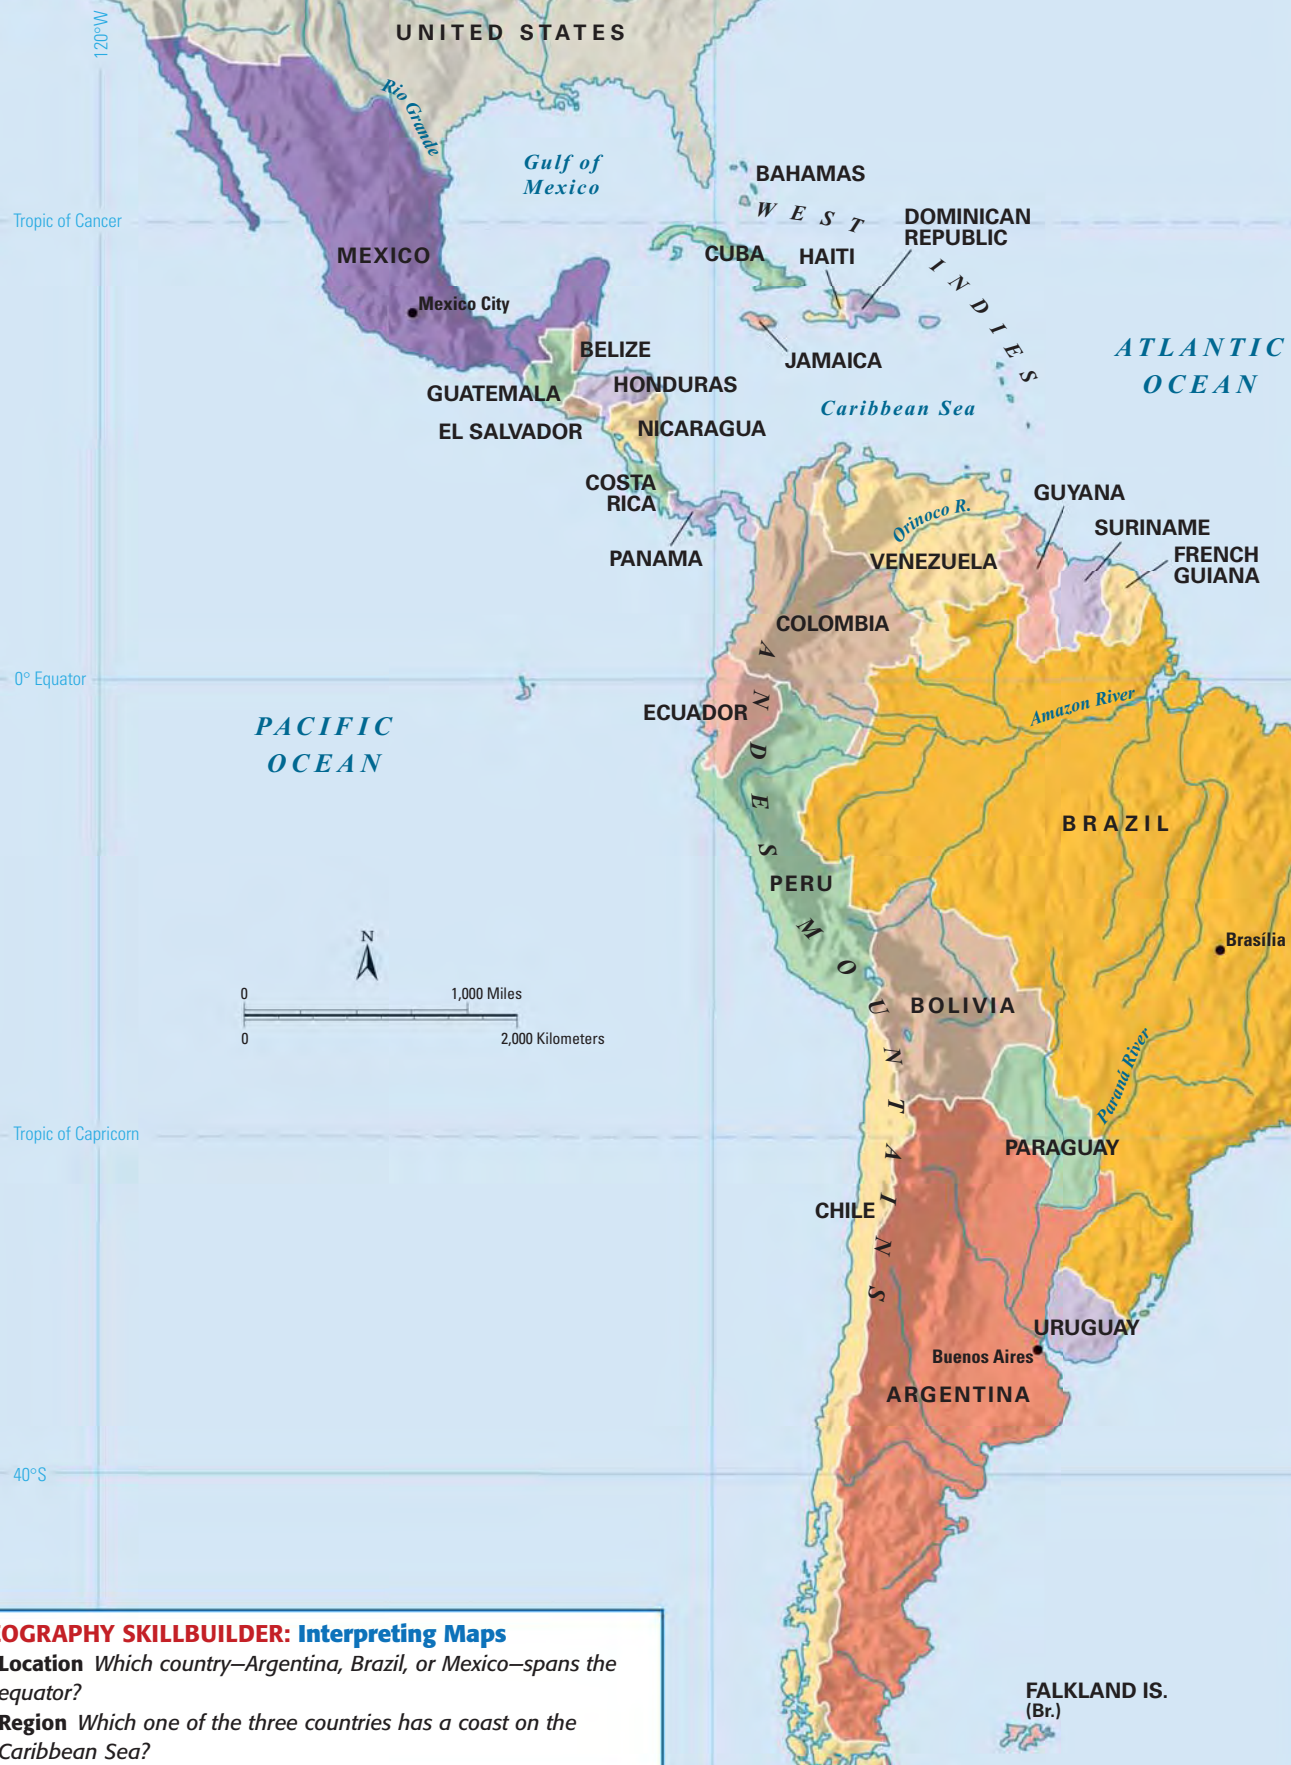 120°W
UNITED STATES
Rio Grande
Gulf of
Mexico
BAHAMAS
WEST INDIES
Tropic of Cancer
DOMINICAN
REPUBLIC
CUBA
HAITI
MEXICO
Mexico City
BELIZE
JAMAICA
ATLANTIC
OCEAN
GUATEMALA
HONDURAS
Caribbean Sea
EL SALVADOR
NICARAGUA
COSTA
RICA
PANAMA
Orinoco R.
GUYANA
SURINAME
FRENCH
GUIANA
VENEZUELA
COLOMBIA
0° Equator
ECUADOR
PACIFIC
OCEAN
Amazon River
ANDES MOUNTAINS
BRAZIL
PERU
Brasília
N
0
1,000 Miles
0
2,000 Kilometers
BOLIVIA
Paraná River
Tropic of Capricorn
PARAGUAY
CHILE
URUGUAY
Buenos Aires
ARGENTINA
40°S
FALKLAND IS.
(Br.)
OGRAPHY SKILLBUILDER: Interpreting Maps
Location Which country—Argentina, Brazil, or Mexico—spans the
equator?
Region Which one of the three countries has a coast on the
Caribbean Sea?